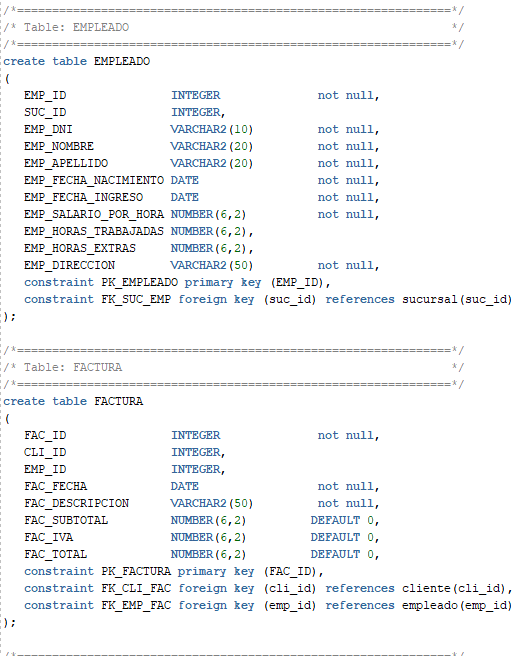 /*==============================================================*/
/* Table: EMPLEADO                                              */
/*==============================================================*/
create table EMPLEADO
(
   EMP_ID               INTEGER              not null,
   SUC_ID               INTEGER,
   EMP_DNI              VARCHAR2(10)         not null,
   EMP_NOMBRE           VARCHAR2(20)         not null,
   EMP_APELLIDO         VARCHAR2(20)         not null,
   EMP_FECHA_NACIMIENTO DATE                 not null,
   EMP_FECHA_INGRESO    DATE                 not null,
   EMP_SALARIO_POR_HORA NUMBER(6,2)          not null,
   EMP_HORAS_TRABAJADAS NUMBER(6,2),
   EMP_HORAS_EXTRAS     NUMBER(6,2),
   EMP_DIRECCION        VARCHAR2(50)         not null,
   constraint PK_EMPLEADO primary key (EMP_ID),
   constraint FK_SUC_EMP foreign key (suc_id) references sucursal(suc_id)
);
/*==============================================================*/
/* Table: FACTURA                                               */
/*==============================================================*/
create table FACTURA
(
   FAC_ID               INTEGER              not null,
   CLI_ID               INTEGER,
   EMP_ID               INTEGER,
   FAC_FECHA            DATE                 not null,
   FAC_DESCRIPCION      VARCHAR2(50)         not null,
   FAC_SUBTOTAL         NUMBER(6,2)         DEFAULT 0,
   FAC_IVA              NUMBER(6,2)         DEFAULT 0,
   FAC_TOTAL            NUMBER(6,2)         DEFAULT 0,
   constraint PK_FACTURA primary key (FAC_ID),
   constraint FK_CLI_FAC foreign key (cli_id) references cliente(cli_id),
   constraint FK_EMP_FAC foreign key (emp_id) references empleado(emp_id)
);